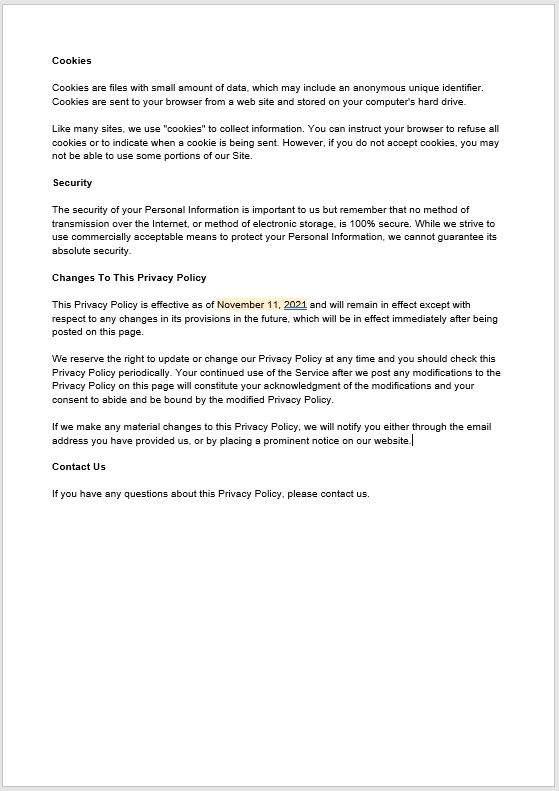 Cookies
Cookies are files with small amount of data, which may include an anonymous unique identifier.
Cookies are sent to your browser from a web site and stored on your computer's hard drive.
Like many sites, we use "cookies" to collect information. You can instruct your browser to refuse all
cookies or to indicate when a cookie is being sent. However, if you do not accept cookies, you may
not be able to use some portions of our Site.
Security
The security of your Personal Information is important to us but remember that no method of
transmission over the Internet, or method of electronic storage, is 100% secure. While we strive to
use commercially acceptable means to protect your Personal Information, we cannot guarantee its
absolute security.
Changes To This Privacy Policy
This Privacy Policy is effective as of November 11, 2021 and will remain in effect except with
respect to any changes in its provisions in the future, which will be in effect immediately after being
posted on this page.
We reserve the right to update or change our Privacy Policy at any time and you should check this
Privacy Policy periodically. Your continued use of the Service after we post any modifications to the
Privacy Policy on this page will constitute your acknowledgment of the modifications and your
consent to abide and be bound by the modified Privacy Policy.
If we make any material changes to this Privacy Policy, we will notify you either through the email
address you have provided us, or by placing a prominent notice on our website.
Contact Us
If you have any questions about this Privacy Policy, please contact us.